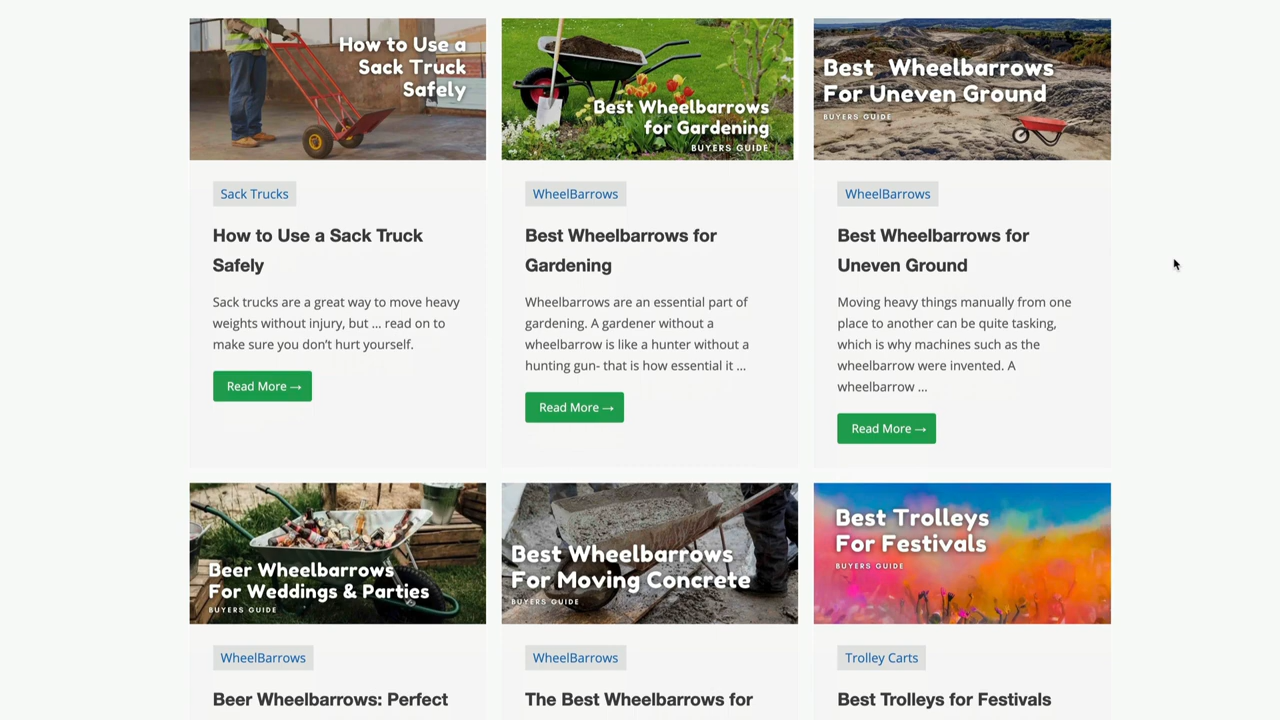 How to Use a
Sack Truck
Safely
Best Wheelbarrows
for Gardening
BUYERS GUIDE
Best Wheelbarrows
For Uneven Ground
BUYERS GUIDE
Sack Trucks
How to Use a Sack Truck
Safely
Sack trucks are a great way to move heavy
weights without injury, but ... read on to
make sure you don't hurt yourself.
Read More →
WheelBarrows
Best Wheelbarrows for
Gardening
Wheelbarrows are an essential part of
gardening. A gardener without a
wheelbarrow is like a hunter without a
hunting gun- that is how essential it ...
Read More →
WheelBarrows
Best Wheelbarrows for
Uneven Ground
Moving heavy things manually from one
place to another can be quite tasking,
which is why machines such as the
wheelbarrow were invented. A
wheelbarrow ...
Read More →
Beer Wheelbarrows
For Weddings & Parties
BUYERS GUIDE
Best Wheelbarrows
For Moving Concrete
BUYERS GUIDE
Best Trolleys
For Festivals
BUYERS GUIDE
WheelBarrows
Beer Wheelbarrows: Perfect
WheelBarrows
The Best Wheelbarrows for
Trolley Carts
Best Trolleys for Festivals